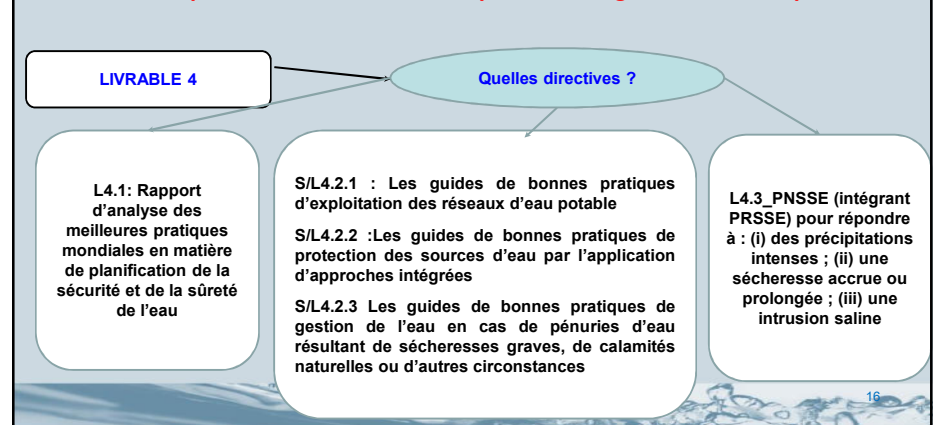 LIVRABLE 4
Quelles directives ?
L4.1: Rapport
d'analyse des
meilleures pratiques
mondiales en matière
de planification de la
sécurité et de la sûreté
de l'eau
S/L4.2.1 : Les guides de bonnes pratiques
d'exploitation des réseaux d'eau potable
S/L4.2.2 :Les guides de bonnes pratiques de
protection des sources d'eau par l'application
d'approches intégrées
S/L4.2.3 Les guides de bonnes pratiques de
gestion de l'eau en cas de pénuries d'eau
résultant de sécheresses graves, de calamités
naturelles ou d'autres circonstances
L4.3_PNSSE (intégrant
PRSSE) pour répondre
à : (i) des précipitations
intenses ; (ii) une
sécheresse accrue ou
prolongée ; (iii) une
intrusion saline
16